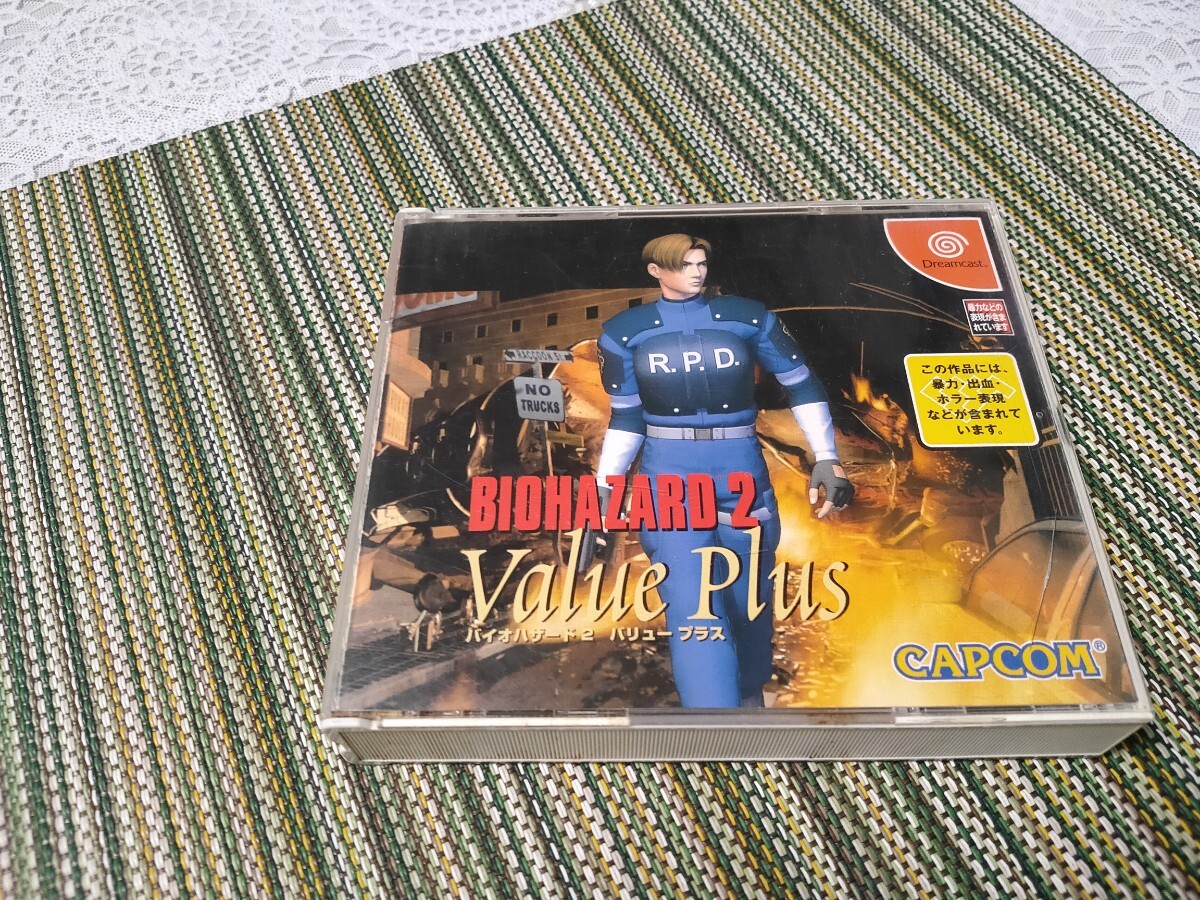 Dreamcast™
暴力などの
表現が含ま
れています
この作品には、
暴力・出血・
ホラー表現
などが含まれて
います。
RACCOON ST.
NO
TRUCKS
R.P.D.
BIOHAZARD 2
Value Plus
バイオハザード2 バリュー プラス
CAPCOM®